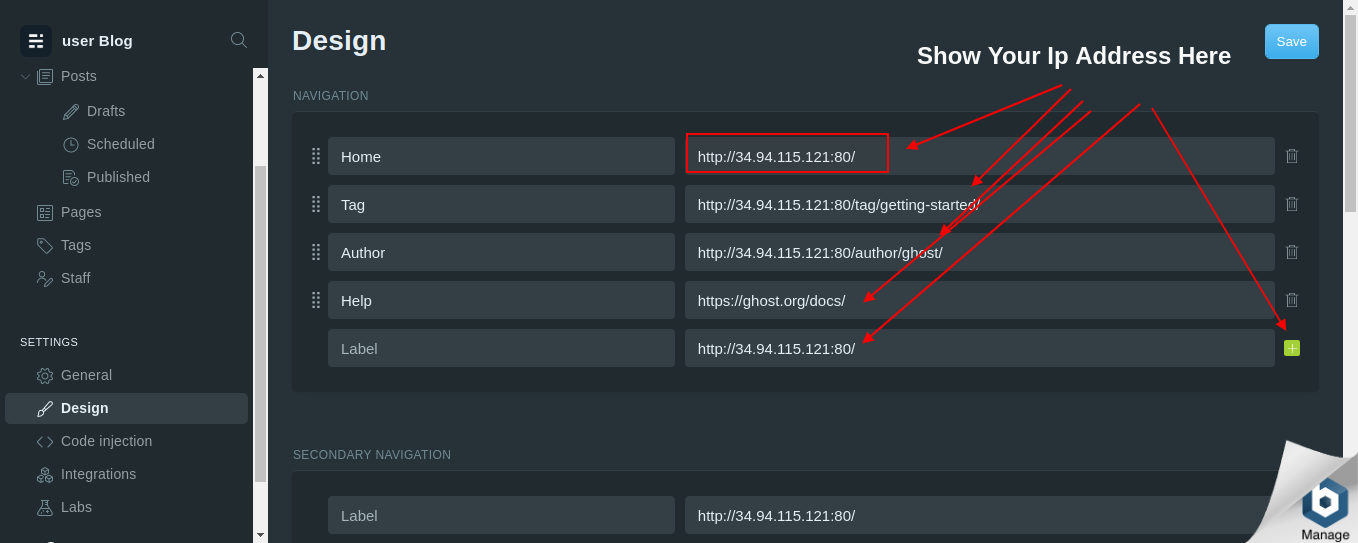 user Blog
Posts
Drafts
Scheduled
Published
Pages
Tags
Staff
SETTINGS
General
Design
Code injection
Integrations
Labs
Design
Show Your Ip Address Here
Save
NAVIGATION
Home http://34.94.115.121:80/
Tag http://34.94.115.121:80/tag/getting-started/
Author http://34.94.115.121:80/author/ghost/
Help https://ghost.org/docs/
Label http://34.94.115.121:80/
SECONDARY NAVIGATION
Label http://34.94.115.121:80/
Manage